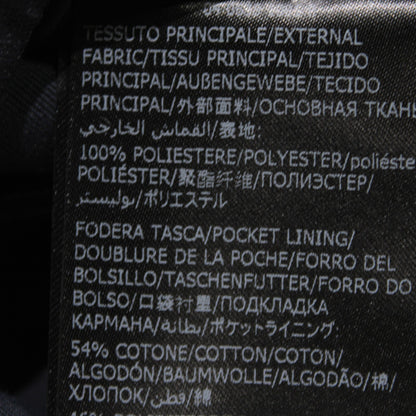 TESSUTO PRINCIPALE/EXTERNAL
FABRIC/TISSU PRINCIPAL/TEJIDO
PRINCIPAL/AUßENGEWEBE/TECIDO
PRINCIPAL/外部面料/ОСНОВНАЯ ТКАНЬ
القماش الخارجي/表地:
100% POLIESTERE/POLYESTER/poliéste
POLIÉSTER/聚酯纤维/ПОЛИЭСТЕР/
بوليستر/ポリエステル
FODERA TASCA/POCKET LINING/
DOUBLURE DE LA POCHE/FORRO DEL
BOLSILLO/TASCHENFUTTER/FORRO DO
BOLSO/口袋衬里/ПОДКЛАДКА
КАРМАНА/بطانة/ポケットライニング:
54% COTONE/COTTON/COTON/
ALGODÓN/BAUMWOLLE/ALGODÃO/棉/
ХЛОПОК/قطن/綿